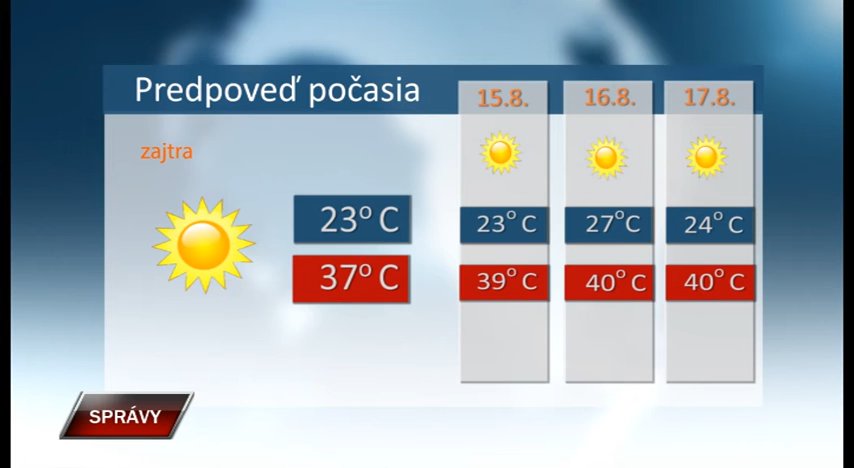 Predpoveď počasia
zajtra
23° C
37° C
15.8.
23° C
39° C
16.8.
27°C
40° C
17.8.
24° C
40° C
SPRÁVY